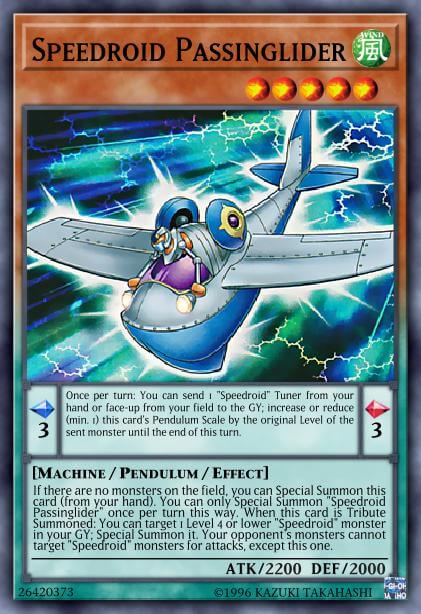 SPEEDROID PASSINGLIDER
WIND
風
Once per turn: You can send 1 "Speedroid" Tuner from your
hand or face-up from your field to the GY; increase or reduce
(min. 1) this card's Pendulum Scale by the original Level of the
sent monster until the end of this turn.
3
3
[MACHINE / PENDULUM / EFFECT]
If there are no monsters on the field, you can Special Summon this
card (from your hand). You can only Special Summon "Speedroid
Passinglider" once per turn this way. When this card is Tribute
Summoned: You can target 1 Level 4 or lower "Speedroid" monster
in your GY; Special Summon it. Your opponent's monsters cannot
target "Speedroid" monsters for attacks, except this one.
ATK/2200 DEF/2000
26420373
©1996 KAZUKI TAKAHASHI